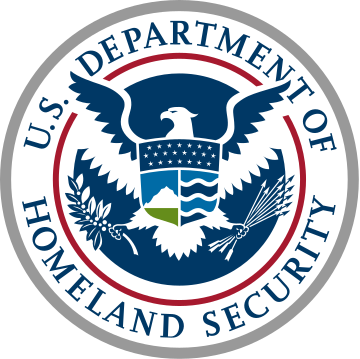 U.S. DEPARTMENT OF
HOMELAND SECURITY